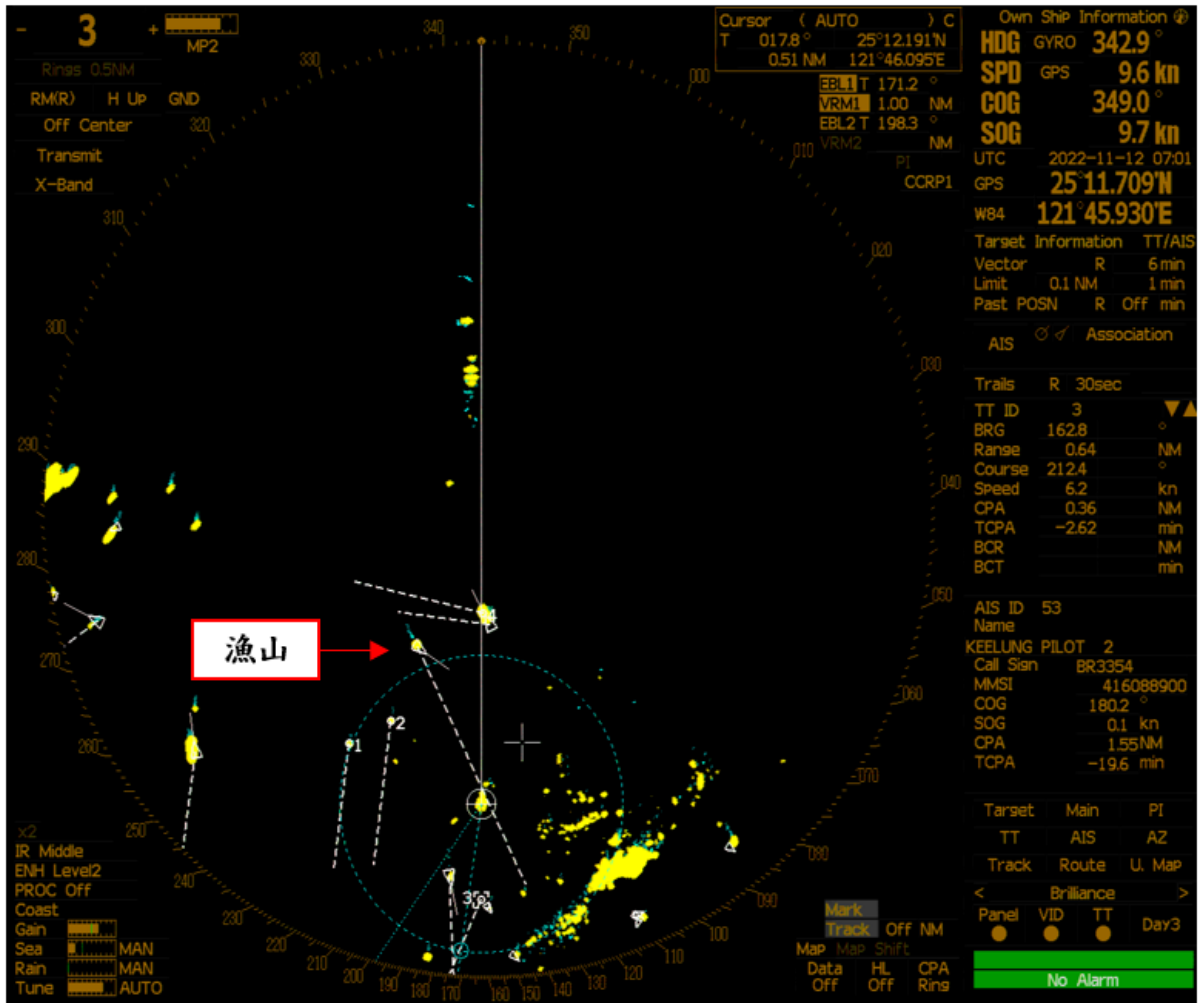 - 3 +
MP2
Rings 0.5NM
RM(R) H Up GND
Off Center
Transmit
X-Band
Cursor ( AUTO ) C
T 017.8° 25°12.191'N
0.51 NM 121°46.095'E
EBL1 T 171.2 °
VRM1 1.00 NM
EBL2 T 198.3 °
VRM2 NM
PI
CCRP1
Own Ship Information
HDG GYRO 342.9 °
SPD GPS 9.6 kn
COG 349.0 °
SOG 9.7 kn
UTC 2022-11-12 07:01
GPS 25°11.709'N
W84 121°45.930'E
Target Information TT/AIS
Vector R 6 min
Limit 0.1 NM 1 min
Past POSN R Off min
AIS Association
Trails R 30sec
TT ID 3
BRG 162.8 °
Range 0.64 NM
Course 212.4 °
Speed 6.2 kn
CPA 0.36 NM
TCPA -2.62 min
BCR NM
BCT min
AIS ID 53
Name
KEELUNG PILOT 2
Call Sign BR3354
MMSI 416088900
COG 180.2 °
SOG 0.1 kn
CPA 1.55NM
TCPA -19.6 min
Target Main PI
TT AIS AZ
Track Route U. Map
< Brilliance >
Panel VID TT Day3
No Alarm
340
350
000
010
020
030
040
050
060
070
080
090
100
110
120
130
140
150
160
170
180
190
200
210
220
230
240
250
260
270
280
290
300
310
320
330
漁山
1
2
3
4
x2
IR Middle
ENH Level2
PROC Off
Coast
Gain
Sea MAN
Rain MAN
Tune AUTO
Mark
Track Off NM
Map Map Shift
Data HL CPA
Off Off Ring